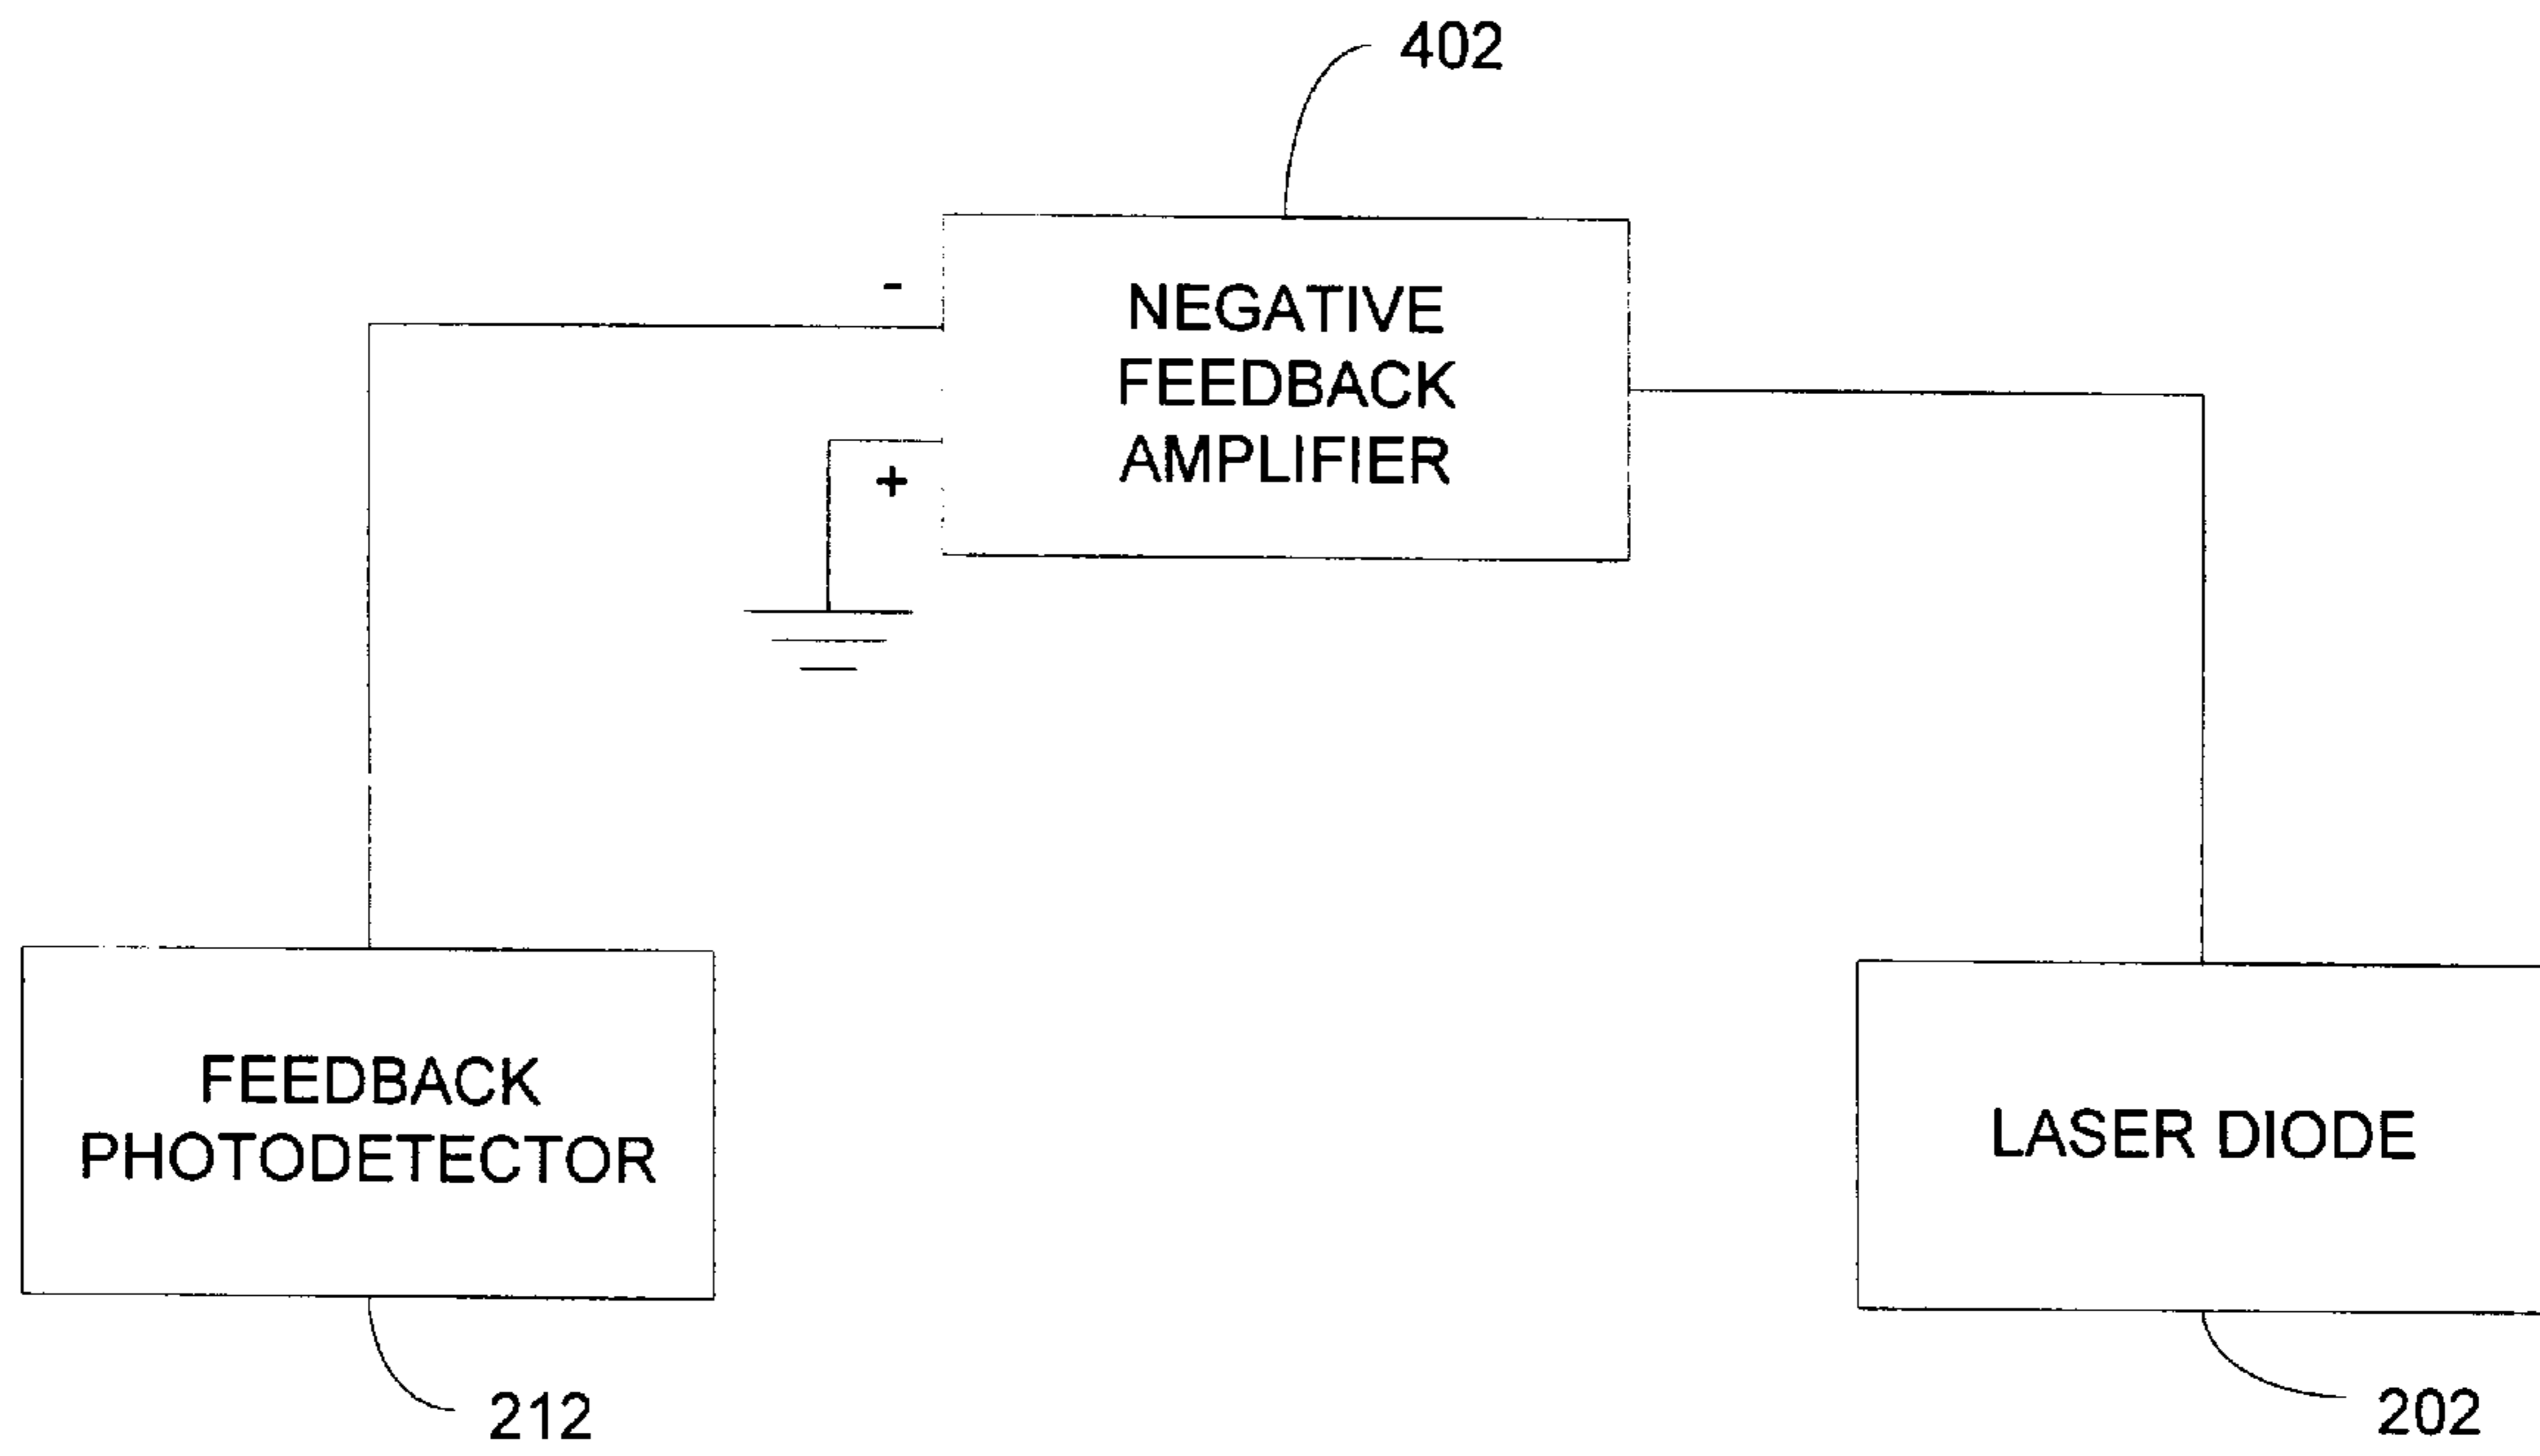 402
-
NEGATIVE
FEEDBACK
AMPLIFIER
+
FEEDBACK
PHOTODETECTOR
LASER DIODE
212
202